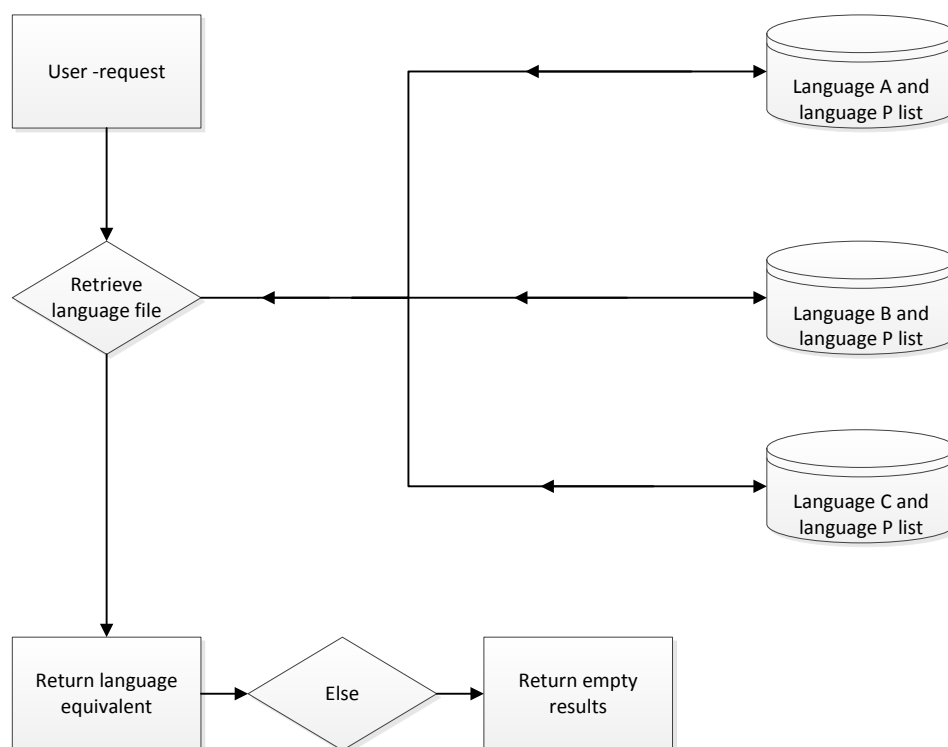 User -request
Language A and
language P list
Retrieve
language file
Language B and
language P list
Language C and
language P list
Return language
equivalent
Else
Return empty
results